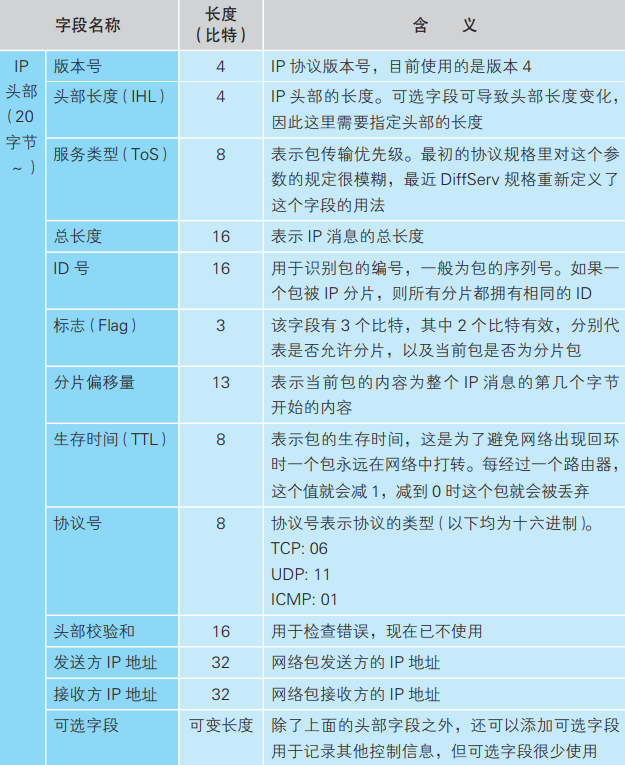 字段名称 长度（比特） 含 义
IP头部（20字节～）
版本号 4 IP 协议版本号，目前使用的是版本 4
头部长度（IHL） 4 IP 头部的长度。可选字段可导致头部长度变化，
因此这里需要指定头部的长度
服务类型（ToS） 8 表示包传输优先级。最初的协议规格里对这个参
数的规定很模糊，最近 DiffServ 规格重新定义了
这个字段的用法
总长度 16 表示 IP 消息的总长度
ID 号 16 用于识别包的编号，一般为包的序列号。如果一
个包被 IP 分片，则所有分片都拥有相同的 ID
标志（Flag） 3 该字段有 3 个比特，其中 2 个比特有效，分别代
表是否允许分片，以及当前包是否为分片包
分片偏移量 13 表示当前包的内容为整个 IP 消息的第几个字节
开始的内容
生存时间（TTL） 8 表示包的生存时间，这是为了避免网络出现回环
时一个包永远在网络中打转。每经过一个路由器，
这个值就会减 1，减到 0 时这个包就会被丢弃
协议号 8 协议号表示协议的类型（以下均为十六进制）。
TCP: 06
UDP: 11
ICMP: 01
头部校验和 16 用于检查错误，现在已不使用
发送方 IP 地址 32 网络包发送方的 IP 地址
接收方 IP 地址 32 网络包接收方的 IP 地址
可选字段 可变长度 除了上面的头部字段之外，还可以添加可选字段
用于记录其他控制信息，但可选字段很少使用